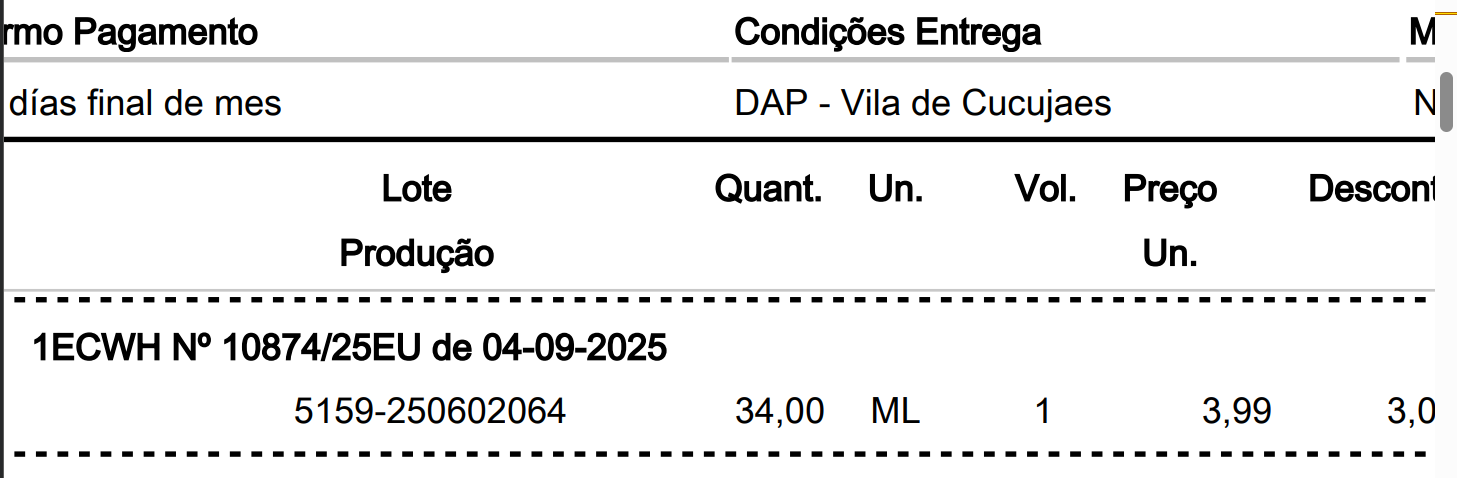 rmo Pagamento Condições Entrega M
días final de mes DAP - Vila de Cucujaes N
Lote Quant. Un. Vol. Preço Descont
Produção Un.
1ECWH Nº 10874/25EU de 04-09-2025
5159-250602064 34,00 ML 1 3,99 3,0